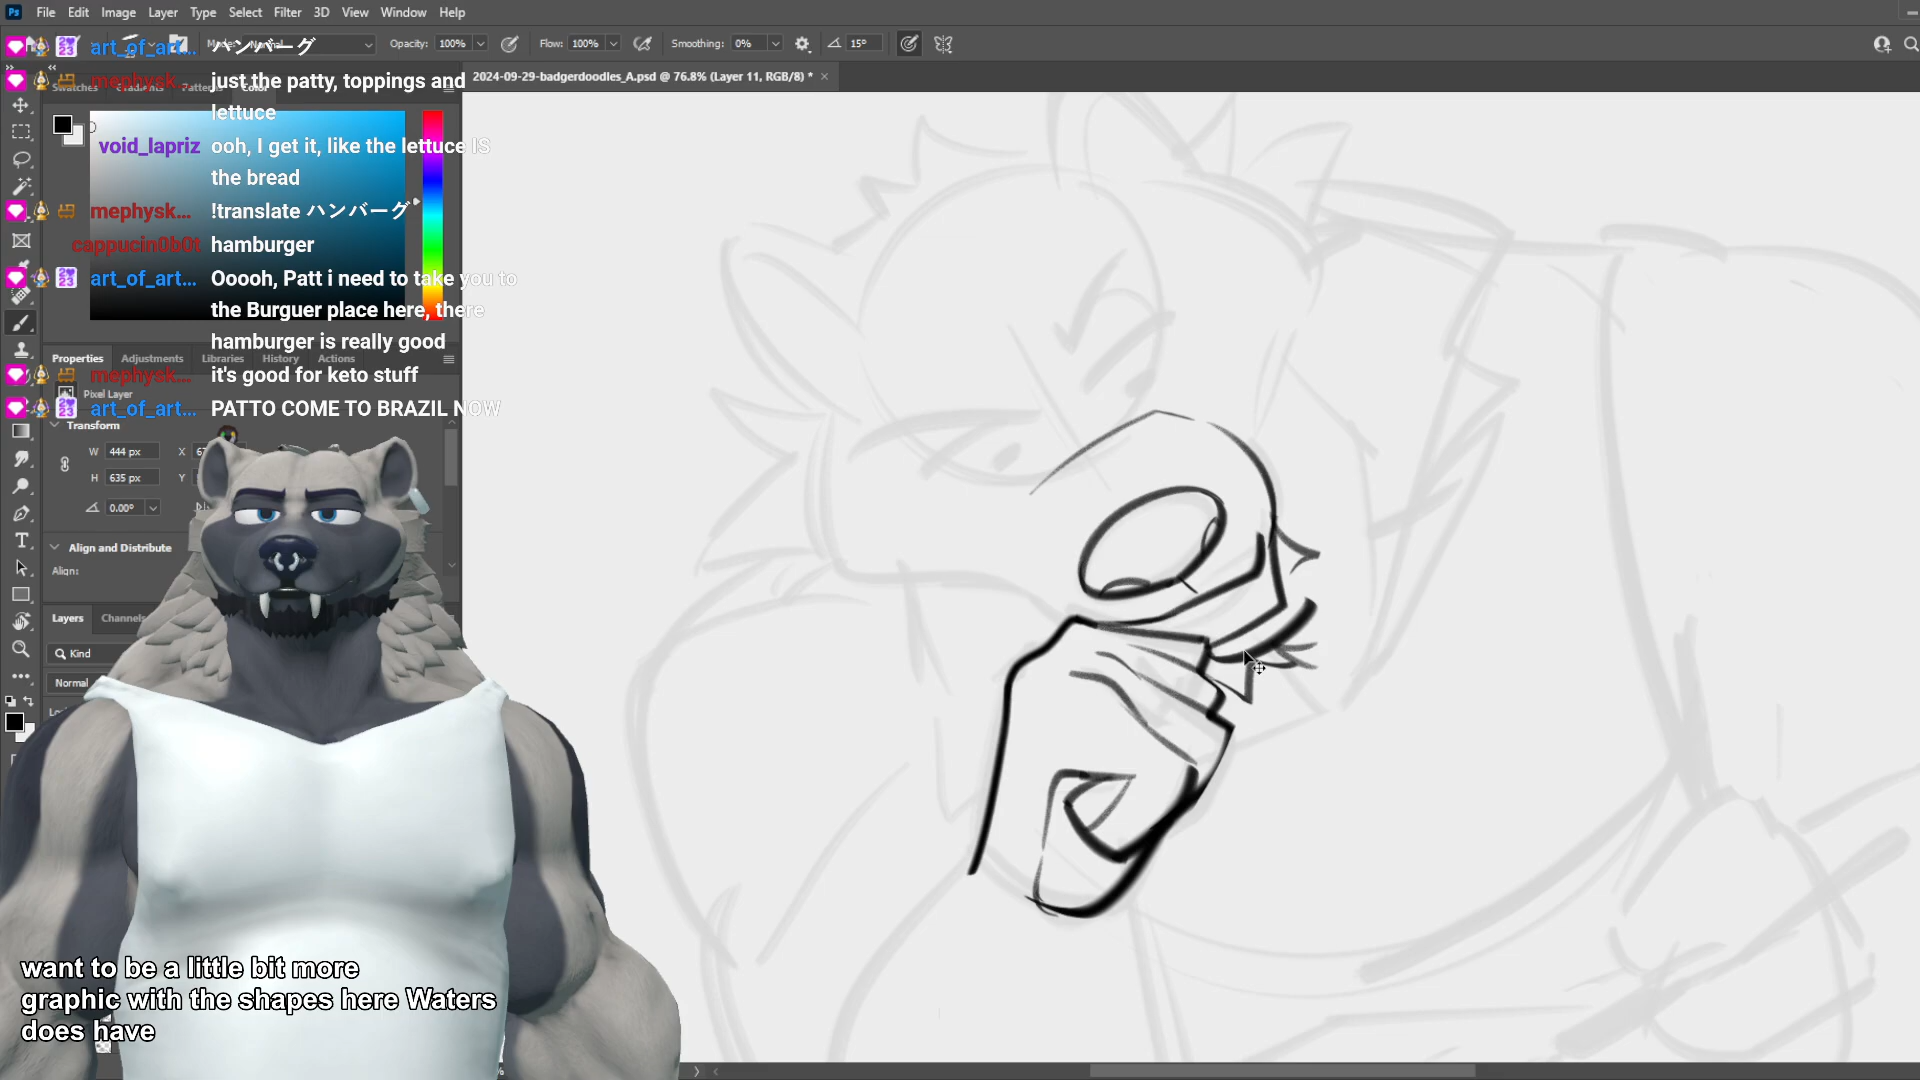 Ps File Edit Image Layer Type Select Filter 3D View Window Help
art_of_art... ハンバーグ
Opacity: 100% Flow: 100% Smoothing: 0% 15°
2024-09-29-badgerdoodles_A.psd @ 76.8% (Layer 11, RGB/8) * ×
mephysk... just the patty, toppings and
lettuce
Swatches Gradients Patterns Color
void_lapriz ooh, I get it, like the lettuce IS
the bread
mephysk... !translate ハンバーグ
cappucin0b0t hamburger
art_of_art... Ooooh, Patt i need to take you to
the Burguer place here, there
hamburger is really good
Properties Adjustments Libraries History Actions
mephysk... it's good for keto stuff
Pixel Layer
art_of_art... PATTO COME TO BRAZIL NOW
Transform
W 444 px X
H 635 px Y
0.00°
Align and Distribute
Align:
Layers Channels
Kind
Normal
want to be a little bit more
graphic with the shapes here Waters
does have